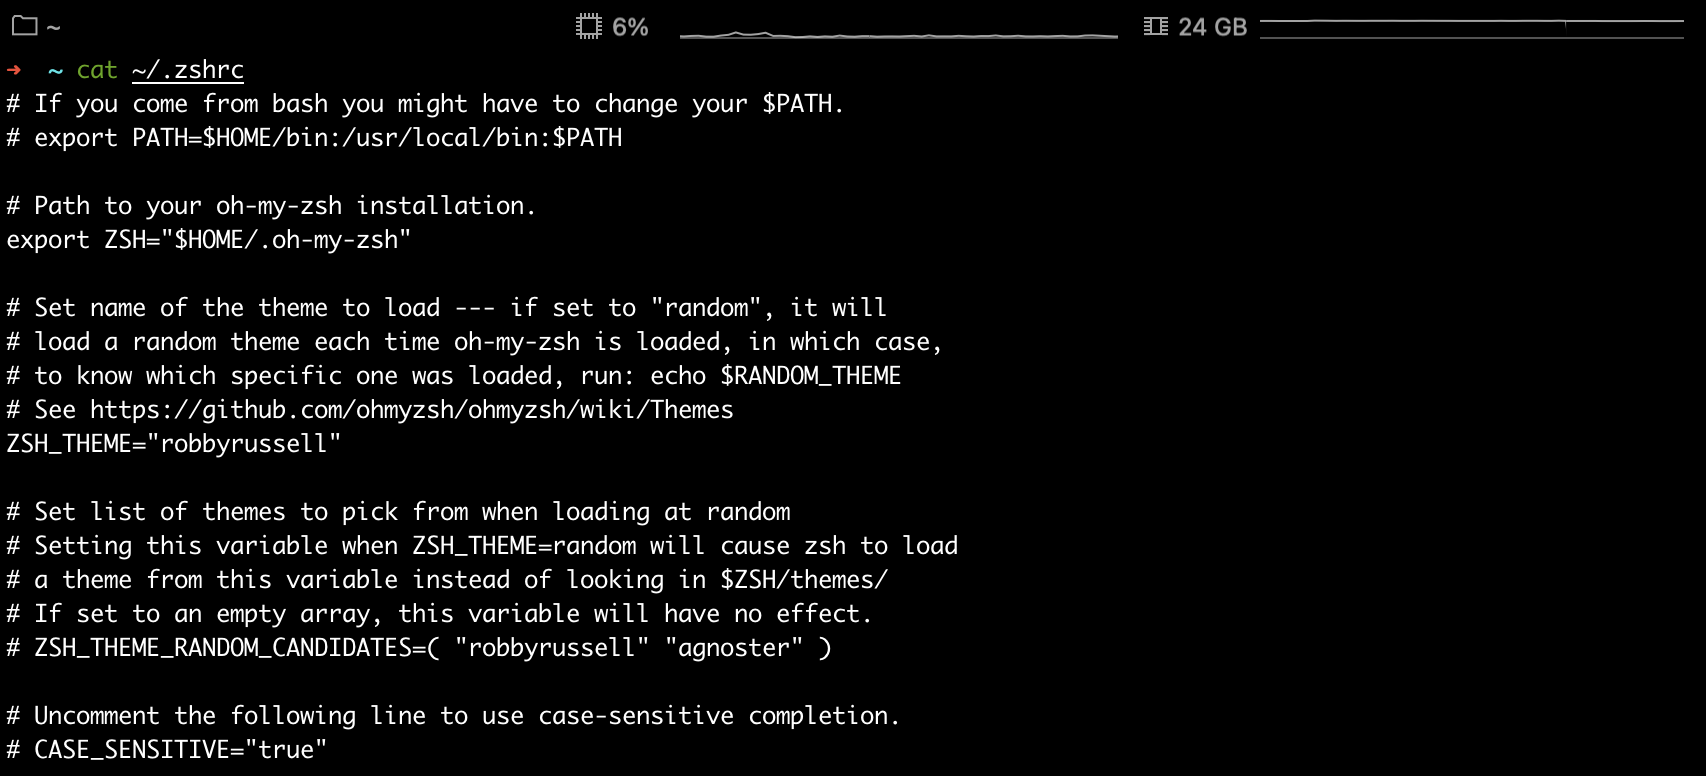 ~ 6% 24 GB
➜ ~ cat ~/.zshrc
# If you come from bash you might have to change your $PATH.
# export PATH=$HOME/bin:/usr/local/bin:$PATH

# Path to your oh-my-zsh installation.
export ZSH="$HOME/.oh-my-zsh"

# Set name of the theme to load --- if set to "random", it will
# load a random theme each time oh-my-zsh is loaded, in which case,
# to know which specific one was loaded, run: echo $RANDOM_THEME
# See https://github.com/ohmyzsh/ohmyzsh/wiki/Themes
ZSH_THEME="robbyrussell"

# Set list of themes to pick from when loading at random
# Setting this variable when ZSH_THEME=random will cause zsh to load
# a theme from this variable instead of looking in $ZSH/themes/
# If set to an empty array, this variable will have no effect.
# ZSH_THEME_RANDOM_CANDIDATES=( "robbyrussell" "agnoster" )

# Uncomment the following line to use case-sensitive completion.
# CASE_SENSITIVE="true"